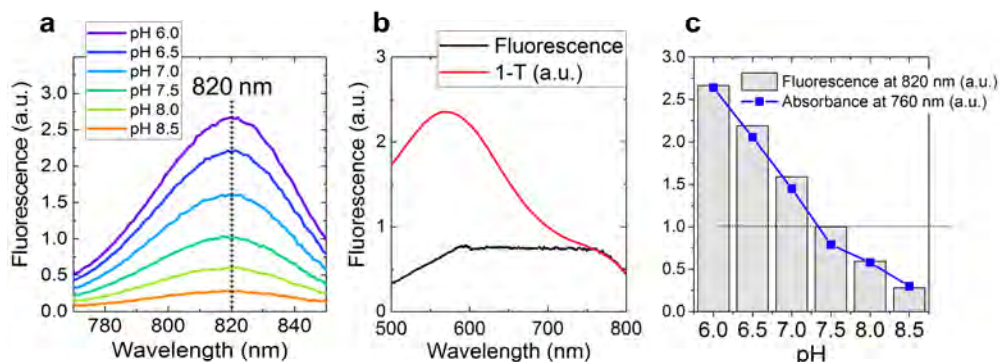 a
pH 6.0
pH 6.5
pH 7.0
pH 7.5
pH 8.0
pH 8.5
820 nm
3.0
2.5
2.0
1.5
1.0
0.5
0.0
Fluorescence (a.u.)
780
800
820
840
Wavelength (nm)
b
Fluorescence
1-T (a.u.)
3
2
1
0
Fluorescence (a.u.)
500
600
700
800
Wavelength (nm)
c
Fluorescence at 820 nm (a.u.)
Absorbance at 760 nm (a.u.)
3.0
2.5
2.0
1.5
1.0
0.5
0.0
6.0 6.5 7.0 7.5 8.0 8.5
pH